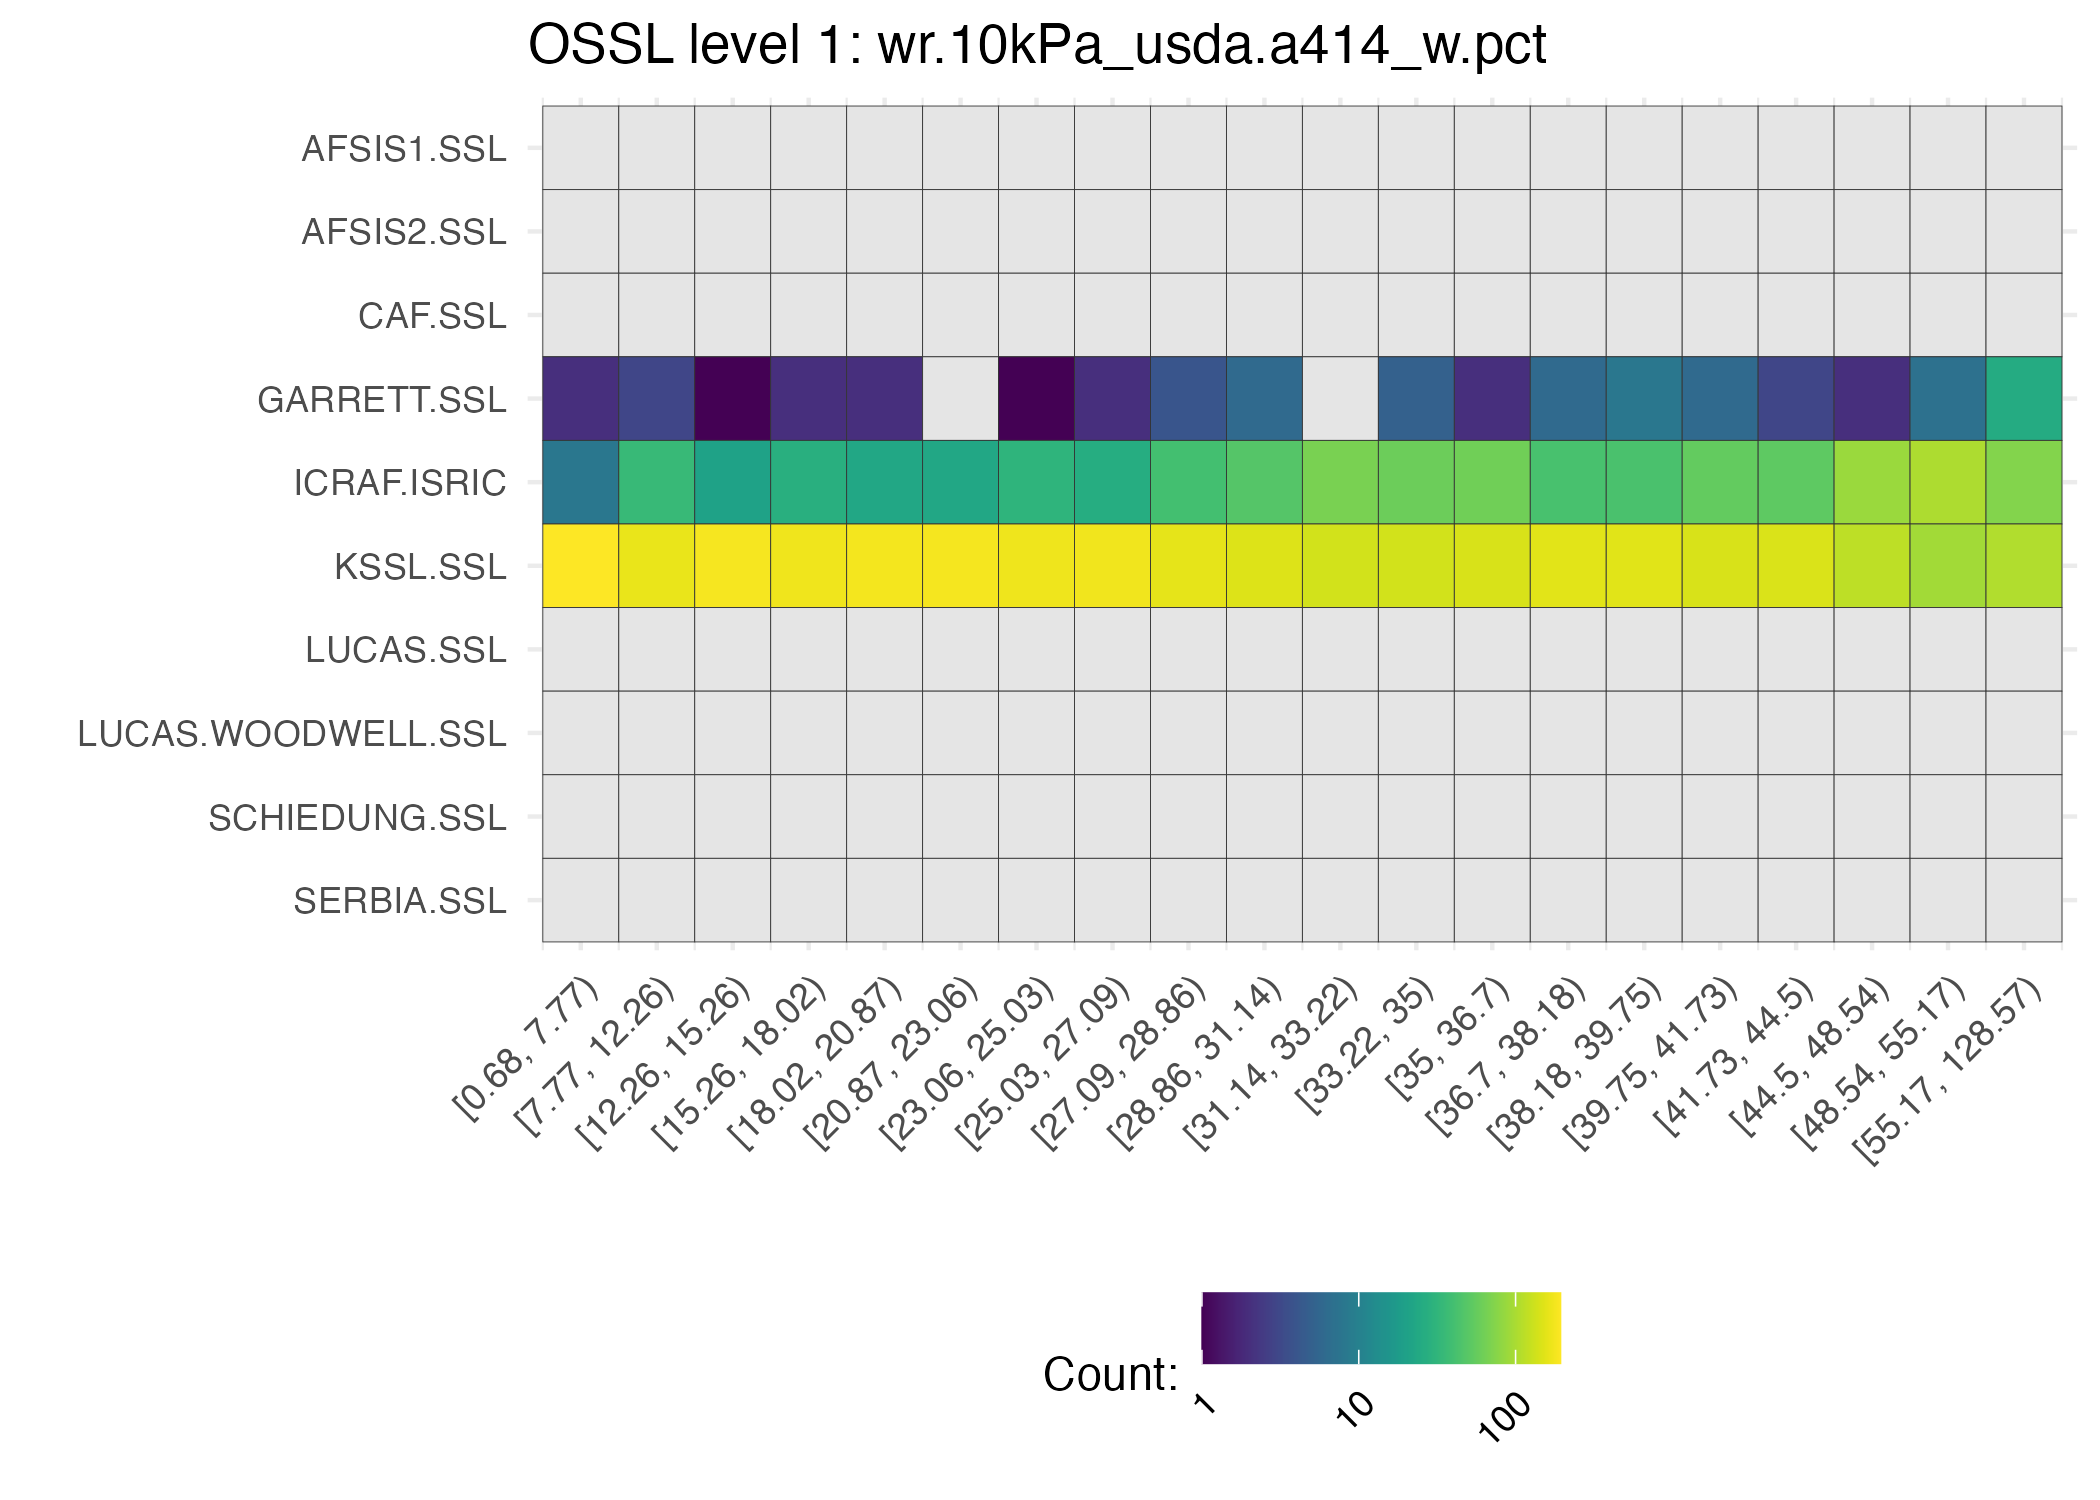 OSSL level 1: wr.10kPa_usda.a414_w.pct
AFSIS1.SSL
AFSIS2.SSL
CAF.SSL
GARRETT.SSL
ICRAF.ISRIC
KSSL.SSL
LUCAS.SSL
LUCAS.WOODWELL.SSL
SCHIEDUNG.SSL
SERBIA.SSL
[0.68, 7.77)
[7.77, 12.26)
[12.26, 15.26)
[15.26, 18.02)
[18.02, 20.87)
[20.87, 23.06)
[23.06, 25.03)
[25.03, 27.09)
[27.09, 28.86)
[28.86, 31.14)
[31.14, 33.22)
[33.22, 35)
[35, 36.7)
[36.7, 38.18)
[38.18, 39.75)
[39.75, 41.73)
[41.73, 44.5)
[44.5, 48.54)
[48.54, 55.17)
[55.17, 128.57)
Count:
1
10
100